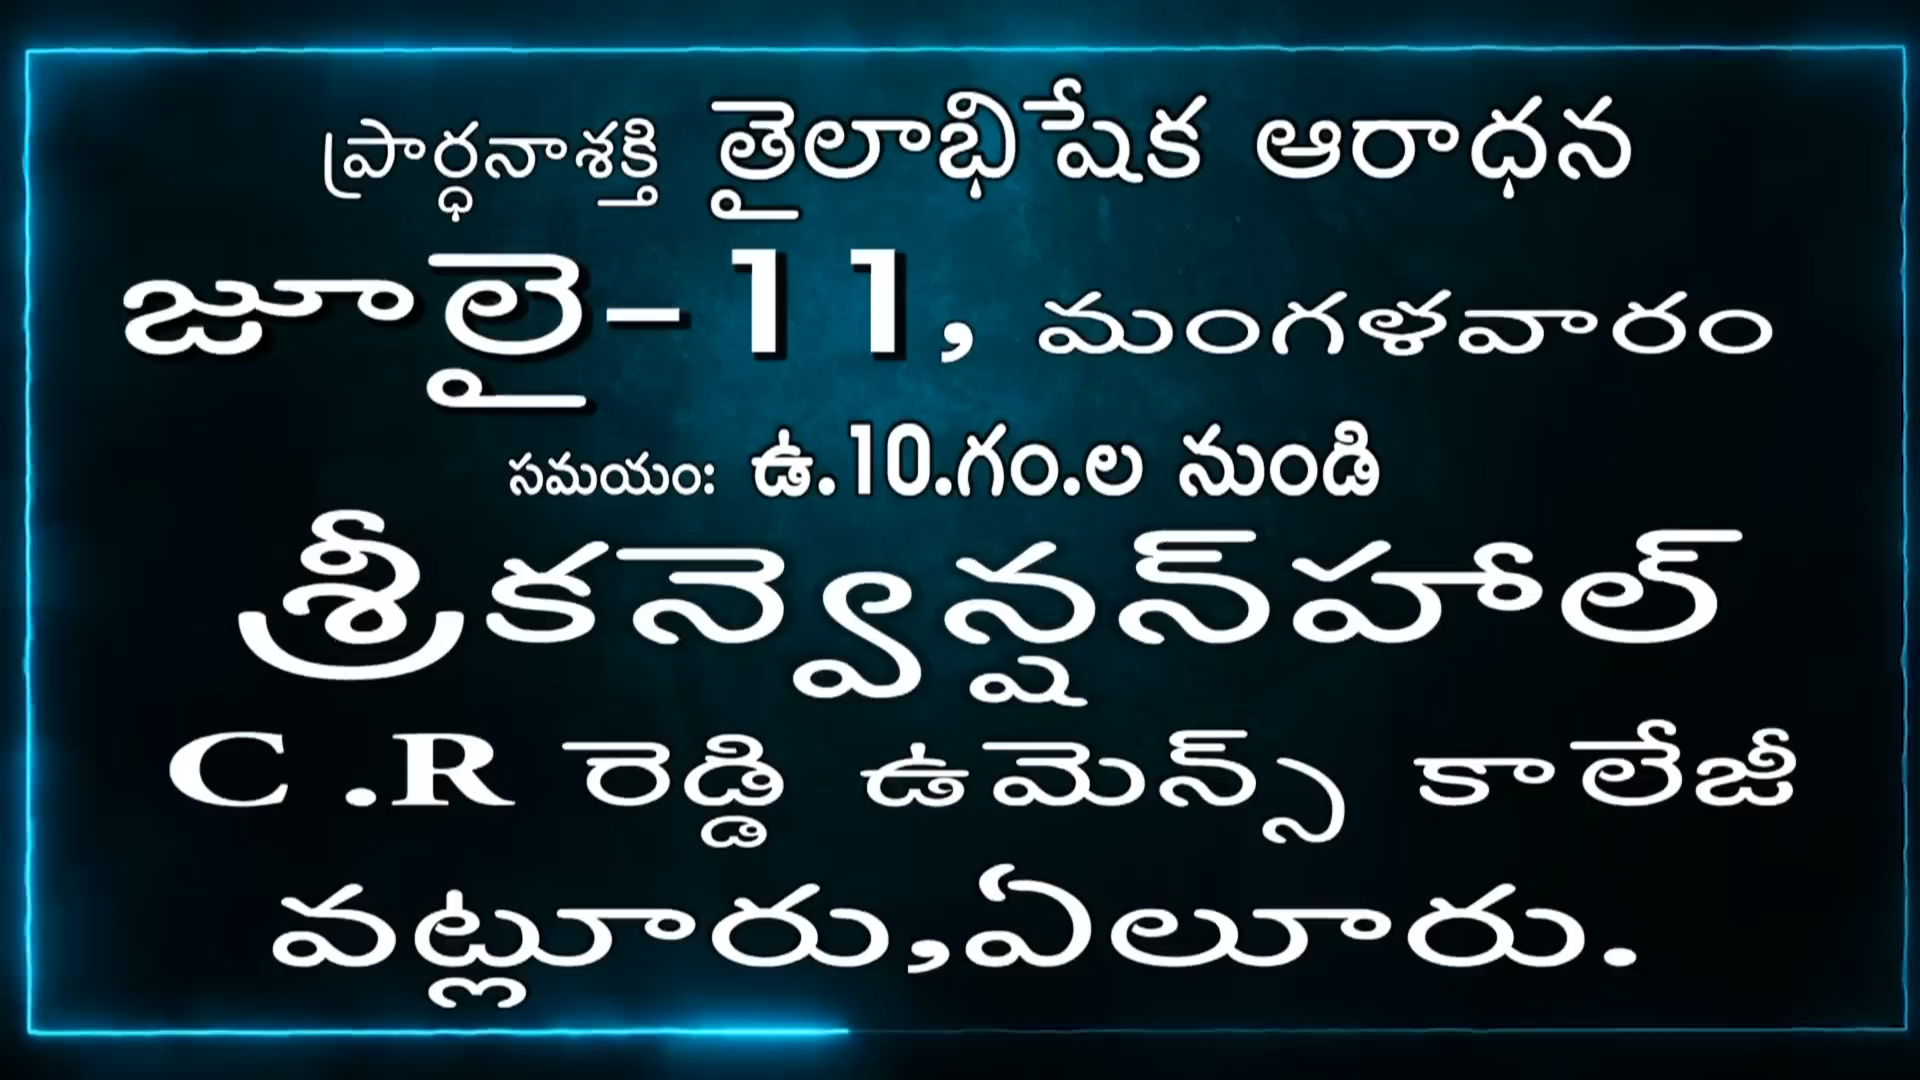 ప్రార్ధనాశక్తి తైలాభిషేక ఆరాధన
జూలై-11, మంగళవారం
సమయం: ఉ.10.గం.ల నుండి
శ్రీకన్వెన్షన్‌హాల్
C .R రెడ్డి ఉమెన్స్ కాలేజీ
వట్లూరు,ఏలూరు.